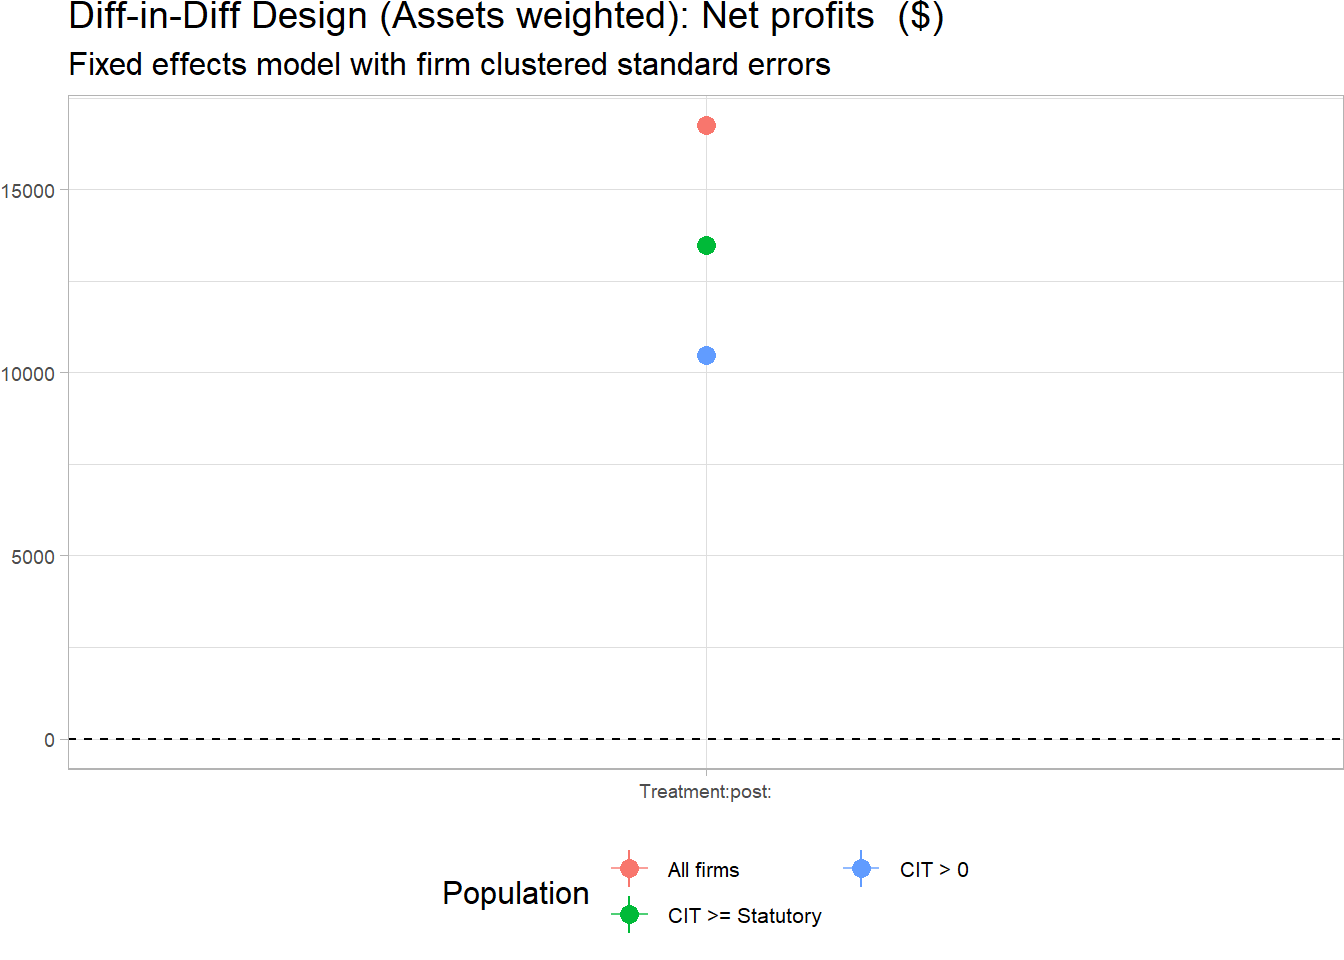 Diff-in-Diff Design (Assets weighted): Net profits  ($)
Fixed effects model with firm clustered standard errors
15000
10000
5000
0
Treatment:post:
Population
All firms
CIT > 0
CIT >= Statutory